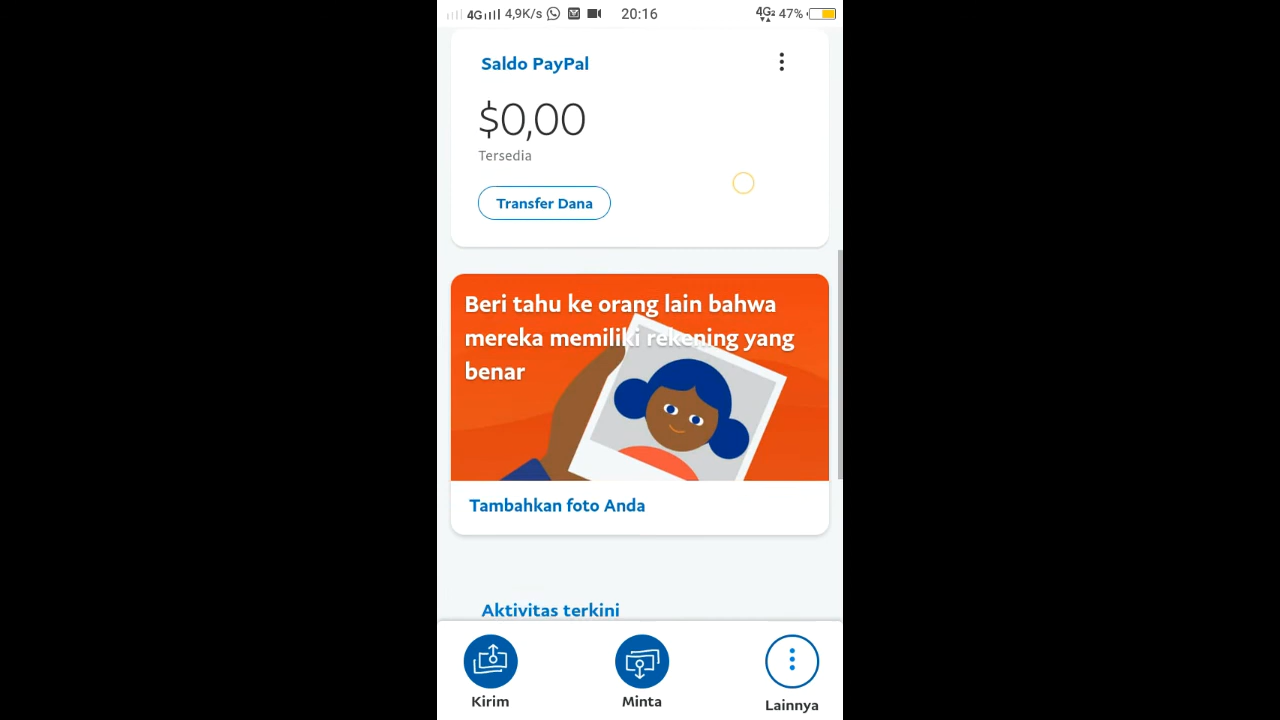 4G 4,9K/s 20:16 4G 47%
Saldo PayPal
$0,00
Tersedia
Transfer Dana
Beri tahu ke orang lain bahwa
mereka memiliki rekening yang
benar
Tambahkan foto Anda
Aktivitas terkini
Kirim Minta Lainnya